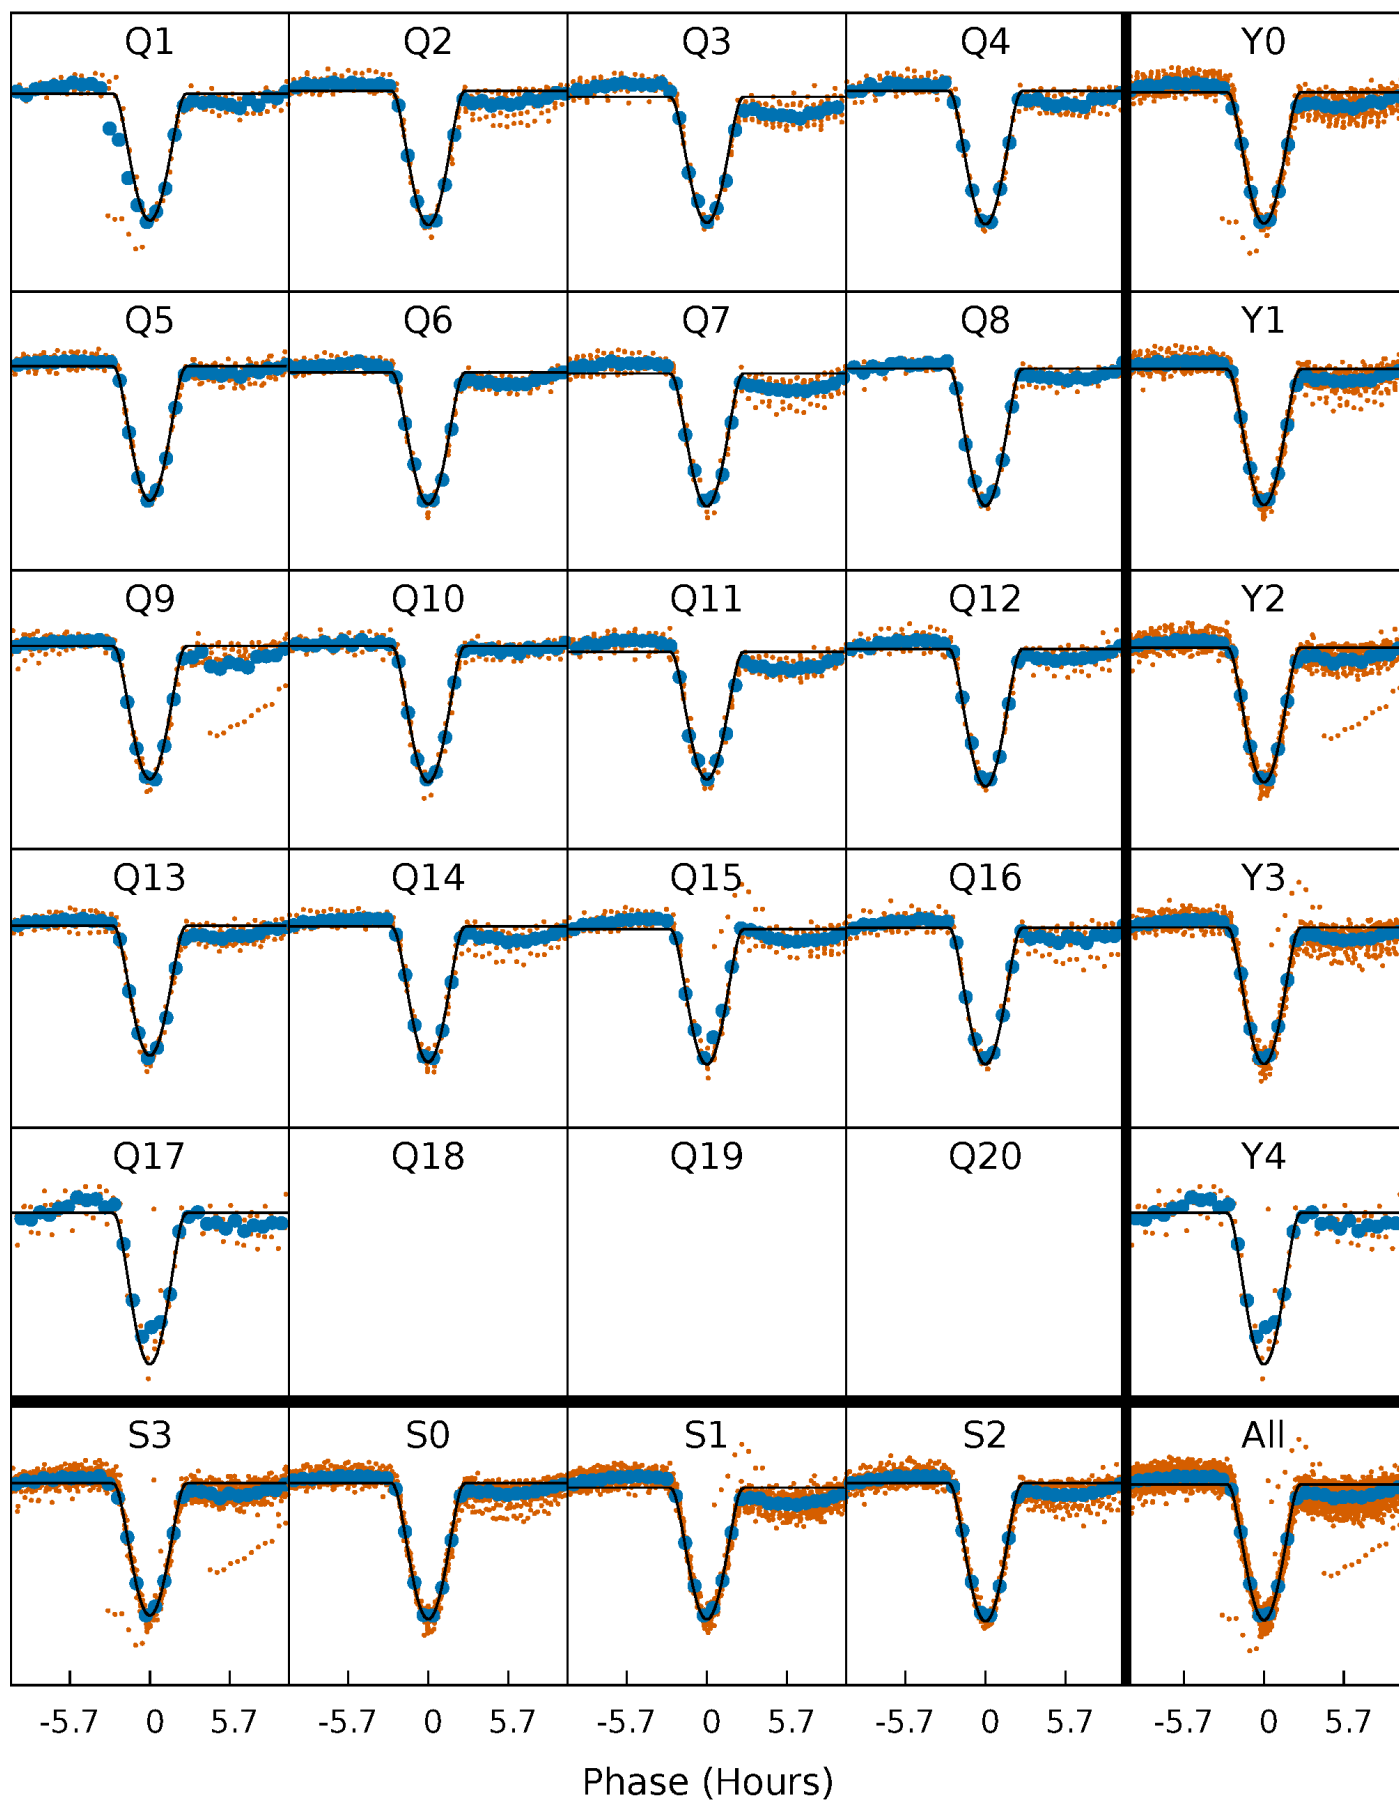 Q1 Q2 Q3 Q4 Y0
Q5 Q6 Q7 Q8 Y1
Q9 Q10 Q11 Q12 Y2
Q13 Q14 Q15 Q16 Y3
Q17 Q18 Q19 Q20 Y4
S3 S0 S1 S2 All
-5.7 0 5.7 -5.7 0 5.7 -5.7 0 5.7 -5.7 0 5.7 -5.7 0 5.7
Phase (Hours)